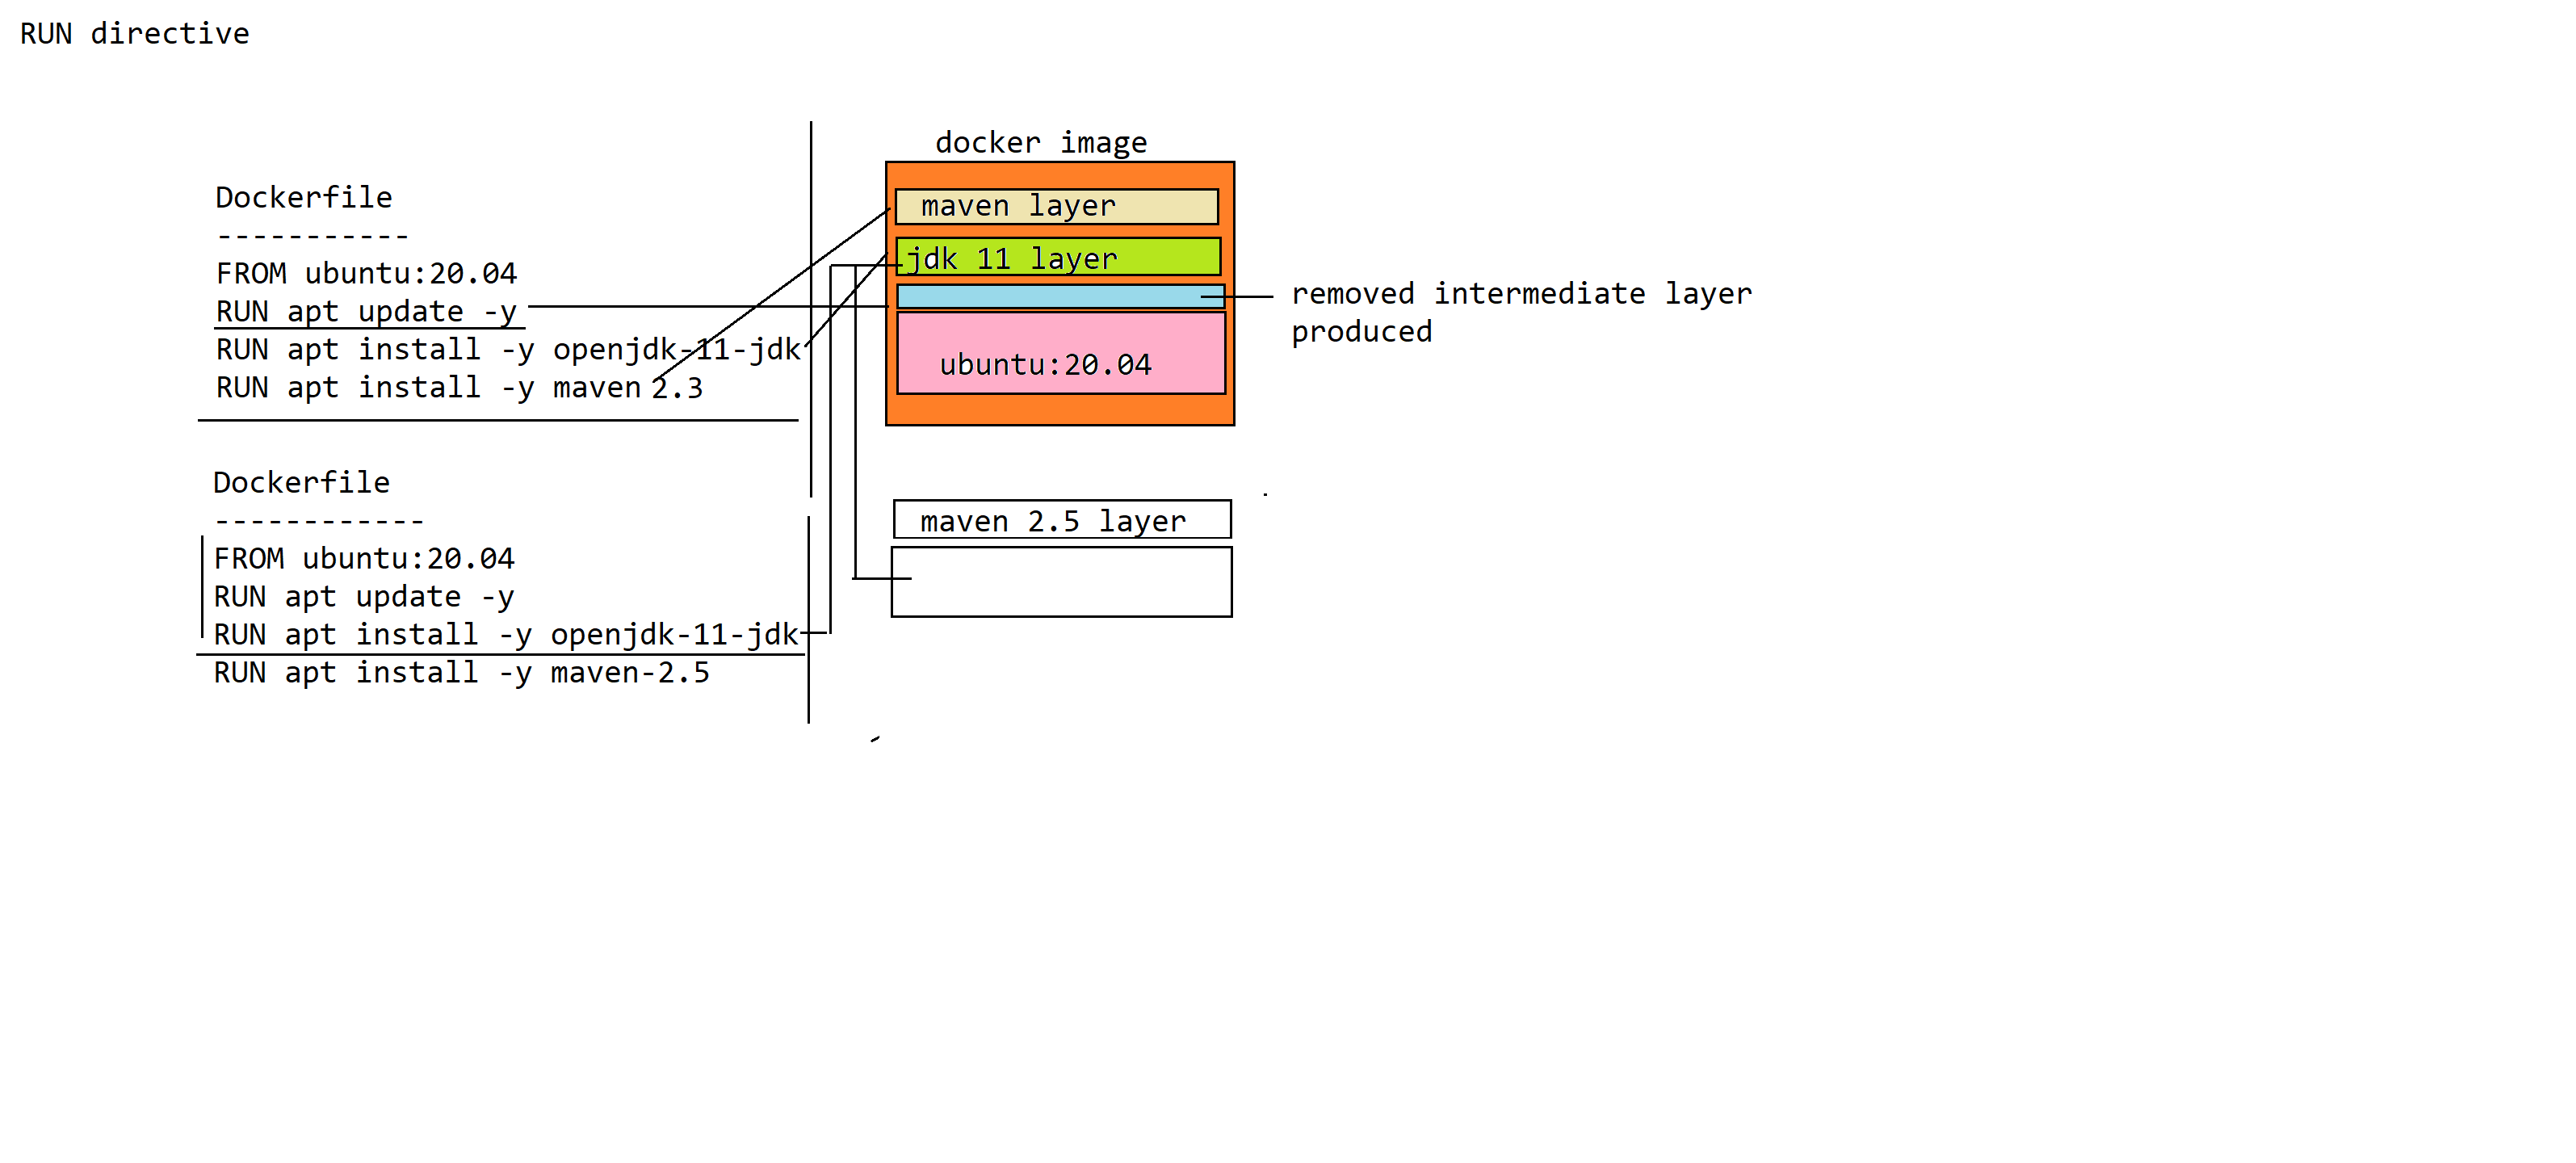 RUN directive
Dockerfile
-----------
FROM ubuntu:20.04
RUN apt update -y
RUN apt install -y openjdk-11-jdk
RUN apt install -y maven 2.3
docker image
maven layer
jdk 11 layer
ubuntu:20.04
removed intermediate layer
produced
Dockerfile
------------
FROM ubuntu:20.04
RUN apt update -y
RUN apt install -y openjdk-11-jdk
RUN apt install -y maven-2.5
maven 2.5 layer